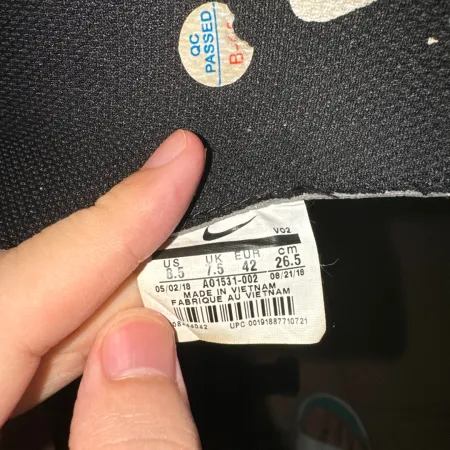 QC
PASSED
V02
US UK EUR cm
8.5 7.5 42 26.5
05/02/18 AO1531-002 08/21/18
MADE IN VIETNAM
FABRIQUE AU VIETNAM
UPC 00191887710721